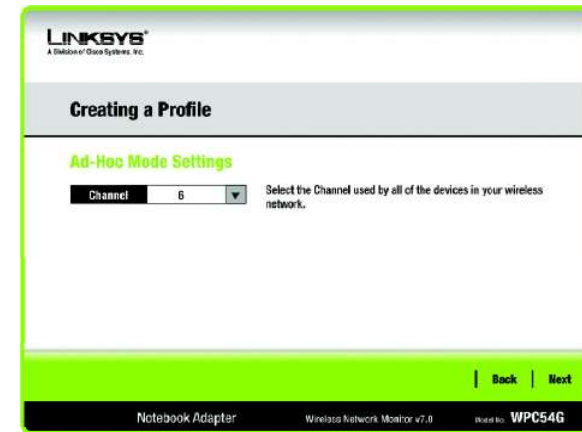 LINKSYS®
A Division of Cisco Systems, Inc.
Creating a Profile
Ad-Hoc Mode Settings
Channel 6
Select the Channel used by all of the devices in your wireless
network.
Back Next
Notebook Adapter Wireless Network Monitor v7.0 Model No. WPC54G